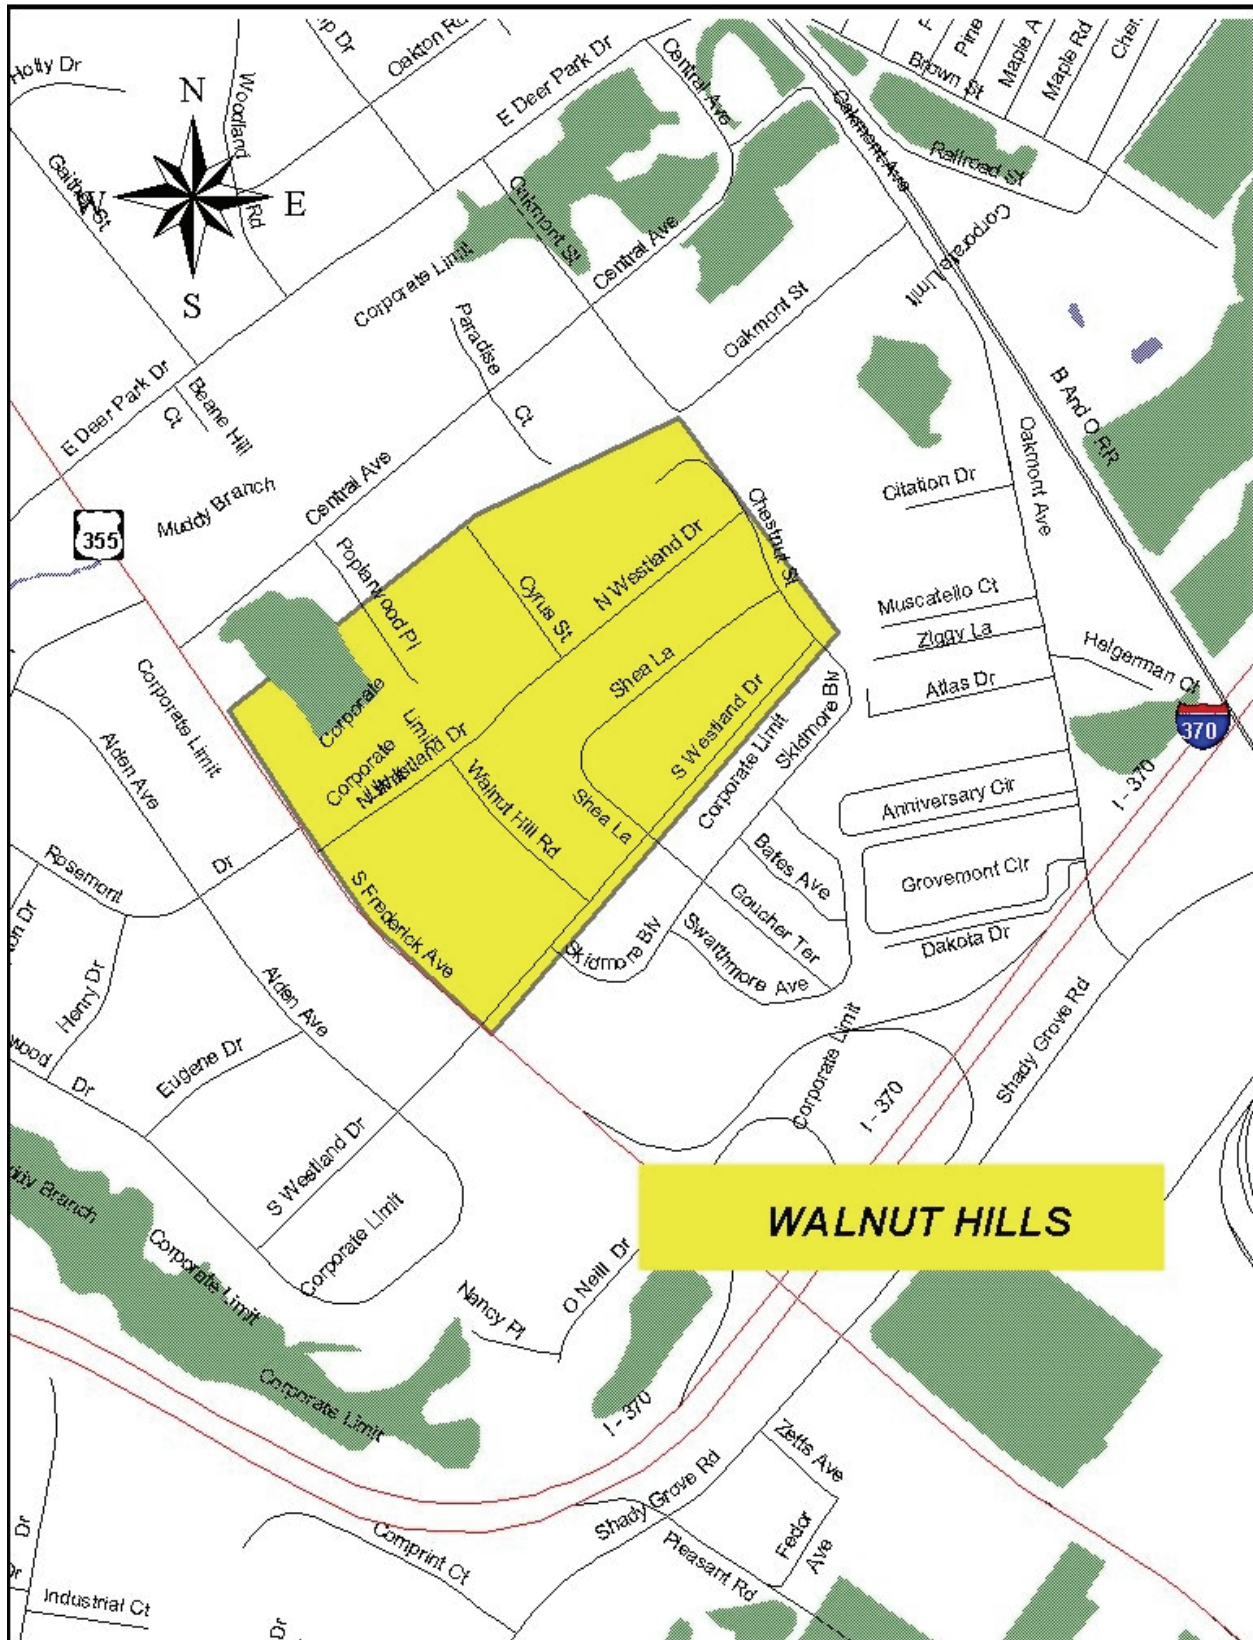 Holly Dr
Woodland
Rd
Oakton Rd
E Deer Park Dr
Central Ave
Oakmont Ave
Brown St
Pine
Maple A
Maple Rd
Railroad St
N
E
S
Gaither St
Oakmont St
Central Ave
Corporate
Limit
Corporate Limit
Paradise
Ct
Oakmont St
E Deer Park Dr
Beane Hill
Ct
B And O RR
Oakmont Ave
Central Ave
Muddy Branch
355
Citation Dr
Chestnut St
Poplarwood Pl
Cyrus St
N Westland Dr
Muscatello Ct
Ziggy La
Helgerman Ct
Atlas Dr
370
Shea La
Corporate Limit
Corporate
Limit
Corporate
N Westland Dr
S Westland Dr
Skidmore Blv
Corporate Limit
Alden Ave
Walnut Hill Rd
Shea La
I - 370
Anniversary Cir
Bates Ave
Grovemont Cir
Rosemont
Dr
S Frederick Ave
Goucher Ter
Skidmore Blv
Swarthmore Ave
Dakota Dr
Henry Dr
Alden Ave
Eugene Dr
Dr
Corporate Limit
I - 370
Shady Grove Rd
S Westland Dr
WALNUT HILLS
Branch
Corporate Limit
Corporate Limit
Nancy Pl
O Neill Dr
Corporate Limit
I - 370
Zetts Ave
Shady Grove Rd
Fedor
Ave
Comprint Ct
Pleasant Rd
Dr
Industrial Ct
Dr